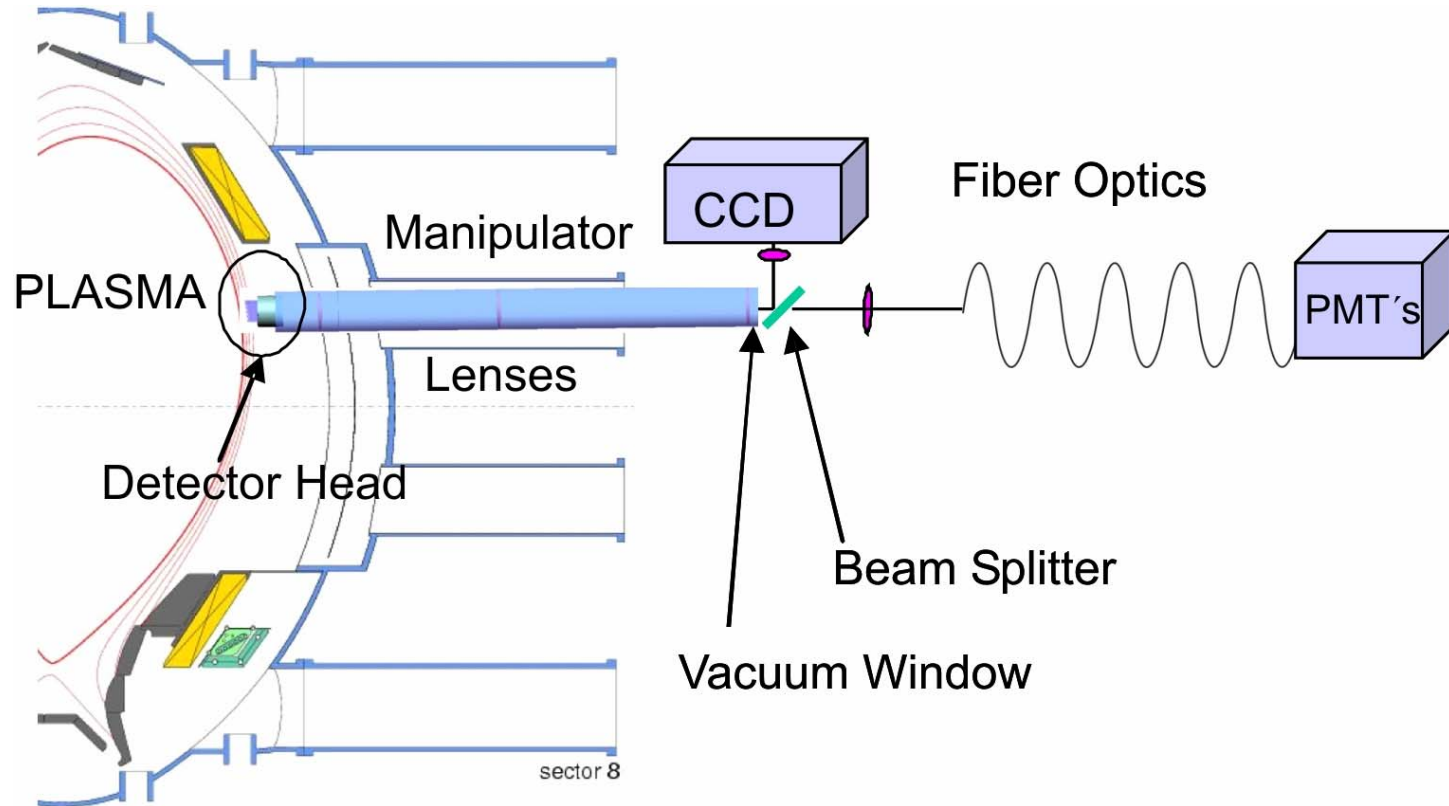 CCD
Fiber Optics
Manipulator
PLASMA
PMT´s
Lenses
Detector Head
Beam Splitter
Vacuum Window
sector 8